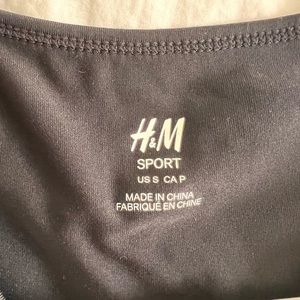 H&M
SPORT
US S CA P
MADE IN CHINA
FABRIQUÉ EN CHINE